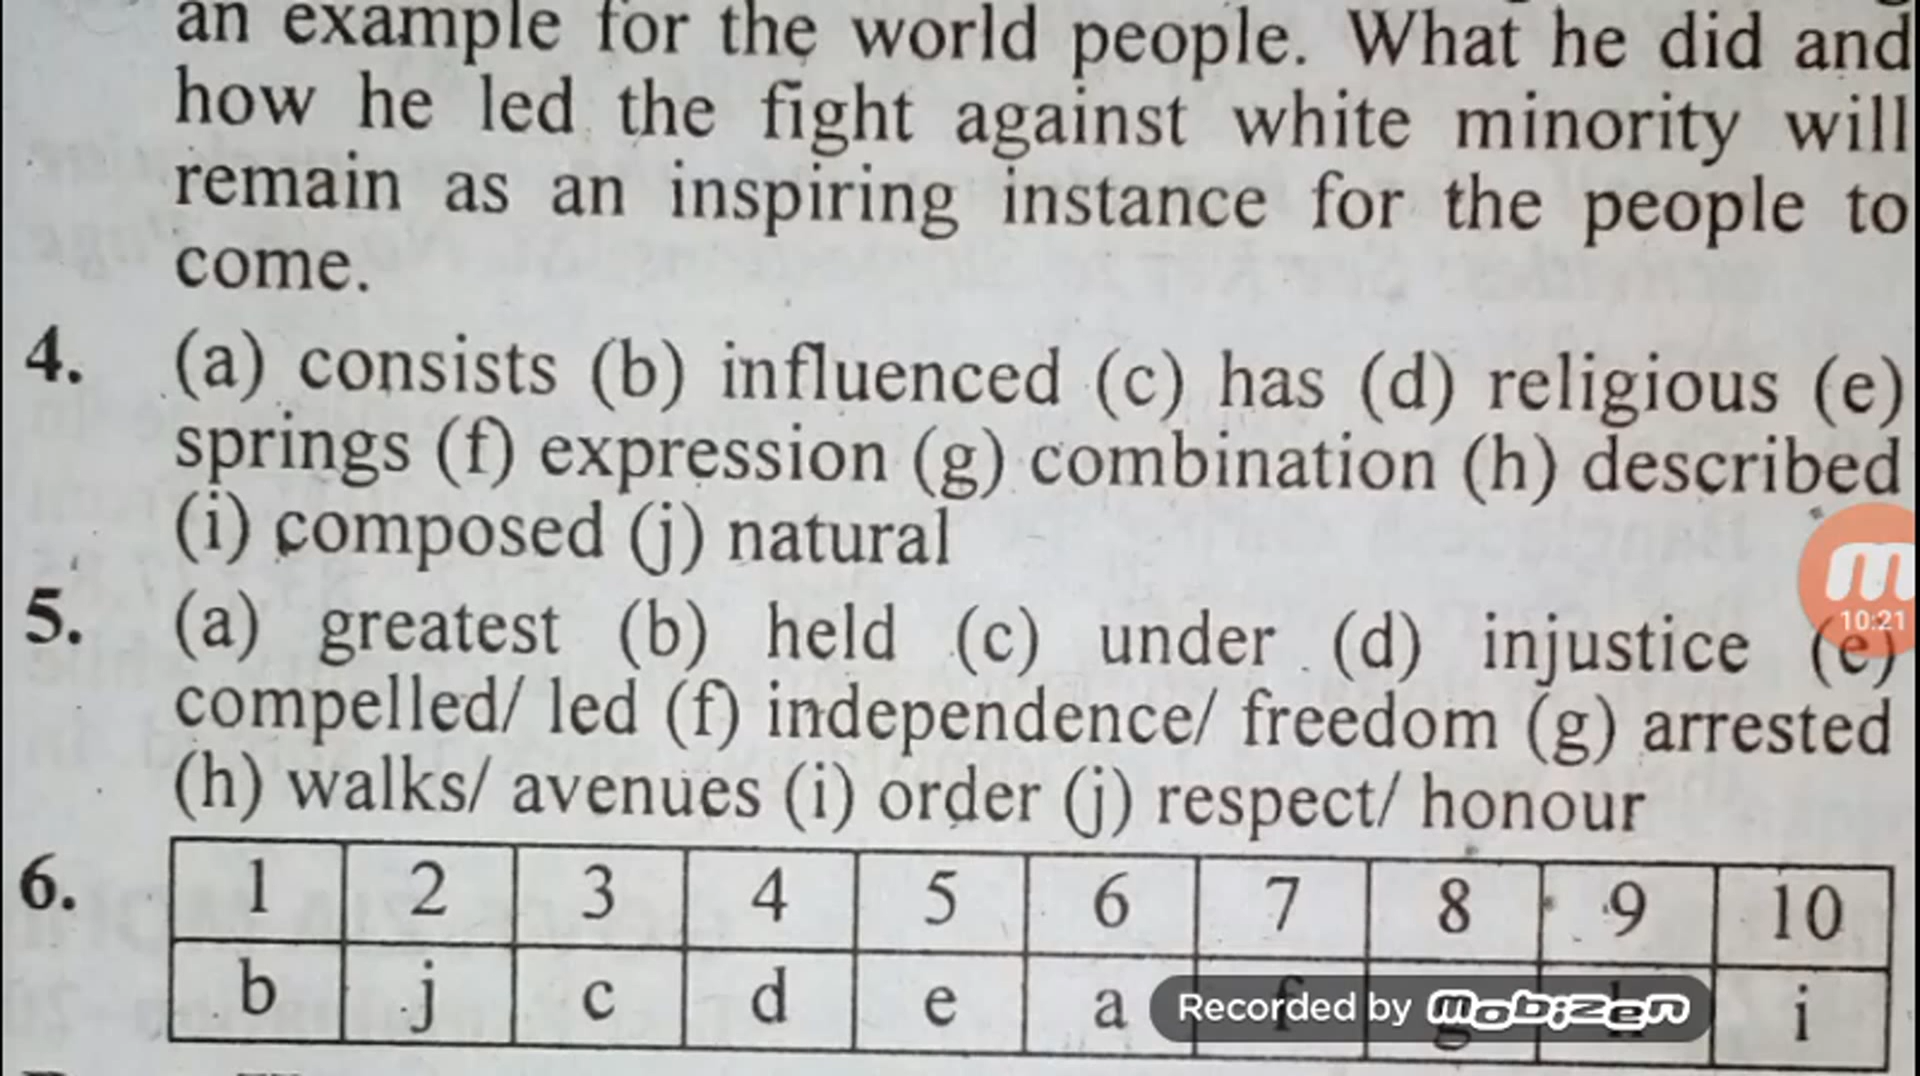 an example for the world people. What he did and
how he led the fight against white minority will
remain as an inspiring instance for the people to
come.
4. (a) consists (b) influenced (c) has (d) religious (e)
springs (f) expression (g) combination (h) described
(i) composed (j) natural
5. (a) greatest (b) held (c) under (d) injustice (e)
compelled/ led (f) independence/ freedom (g) arrested
(h) walks/ avenues (i) order (j) respect/ honour
10:21
6. 1 2 3 4 5 6 7 8 9 10
b j c d e a f g h i
Recorded by mobizen